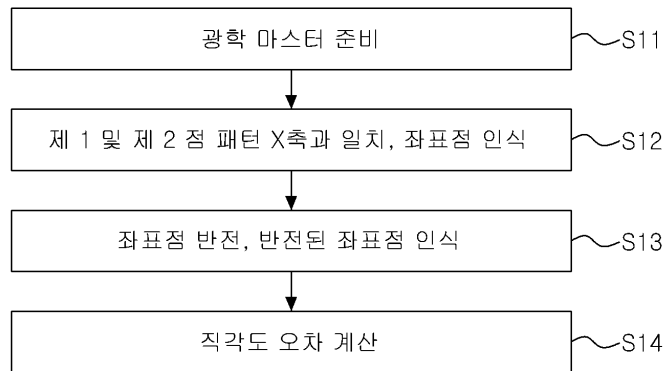 광학 마스터 준비
S11
제 1 및 제 2 점 패턴 X축과 일치, 좌표점 인식
S12
좌표점 반전, 반전된 좌표점 인식
S13
직각도 오차 계산
S14